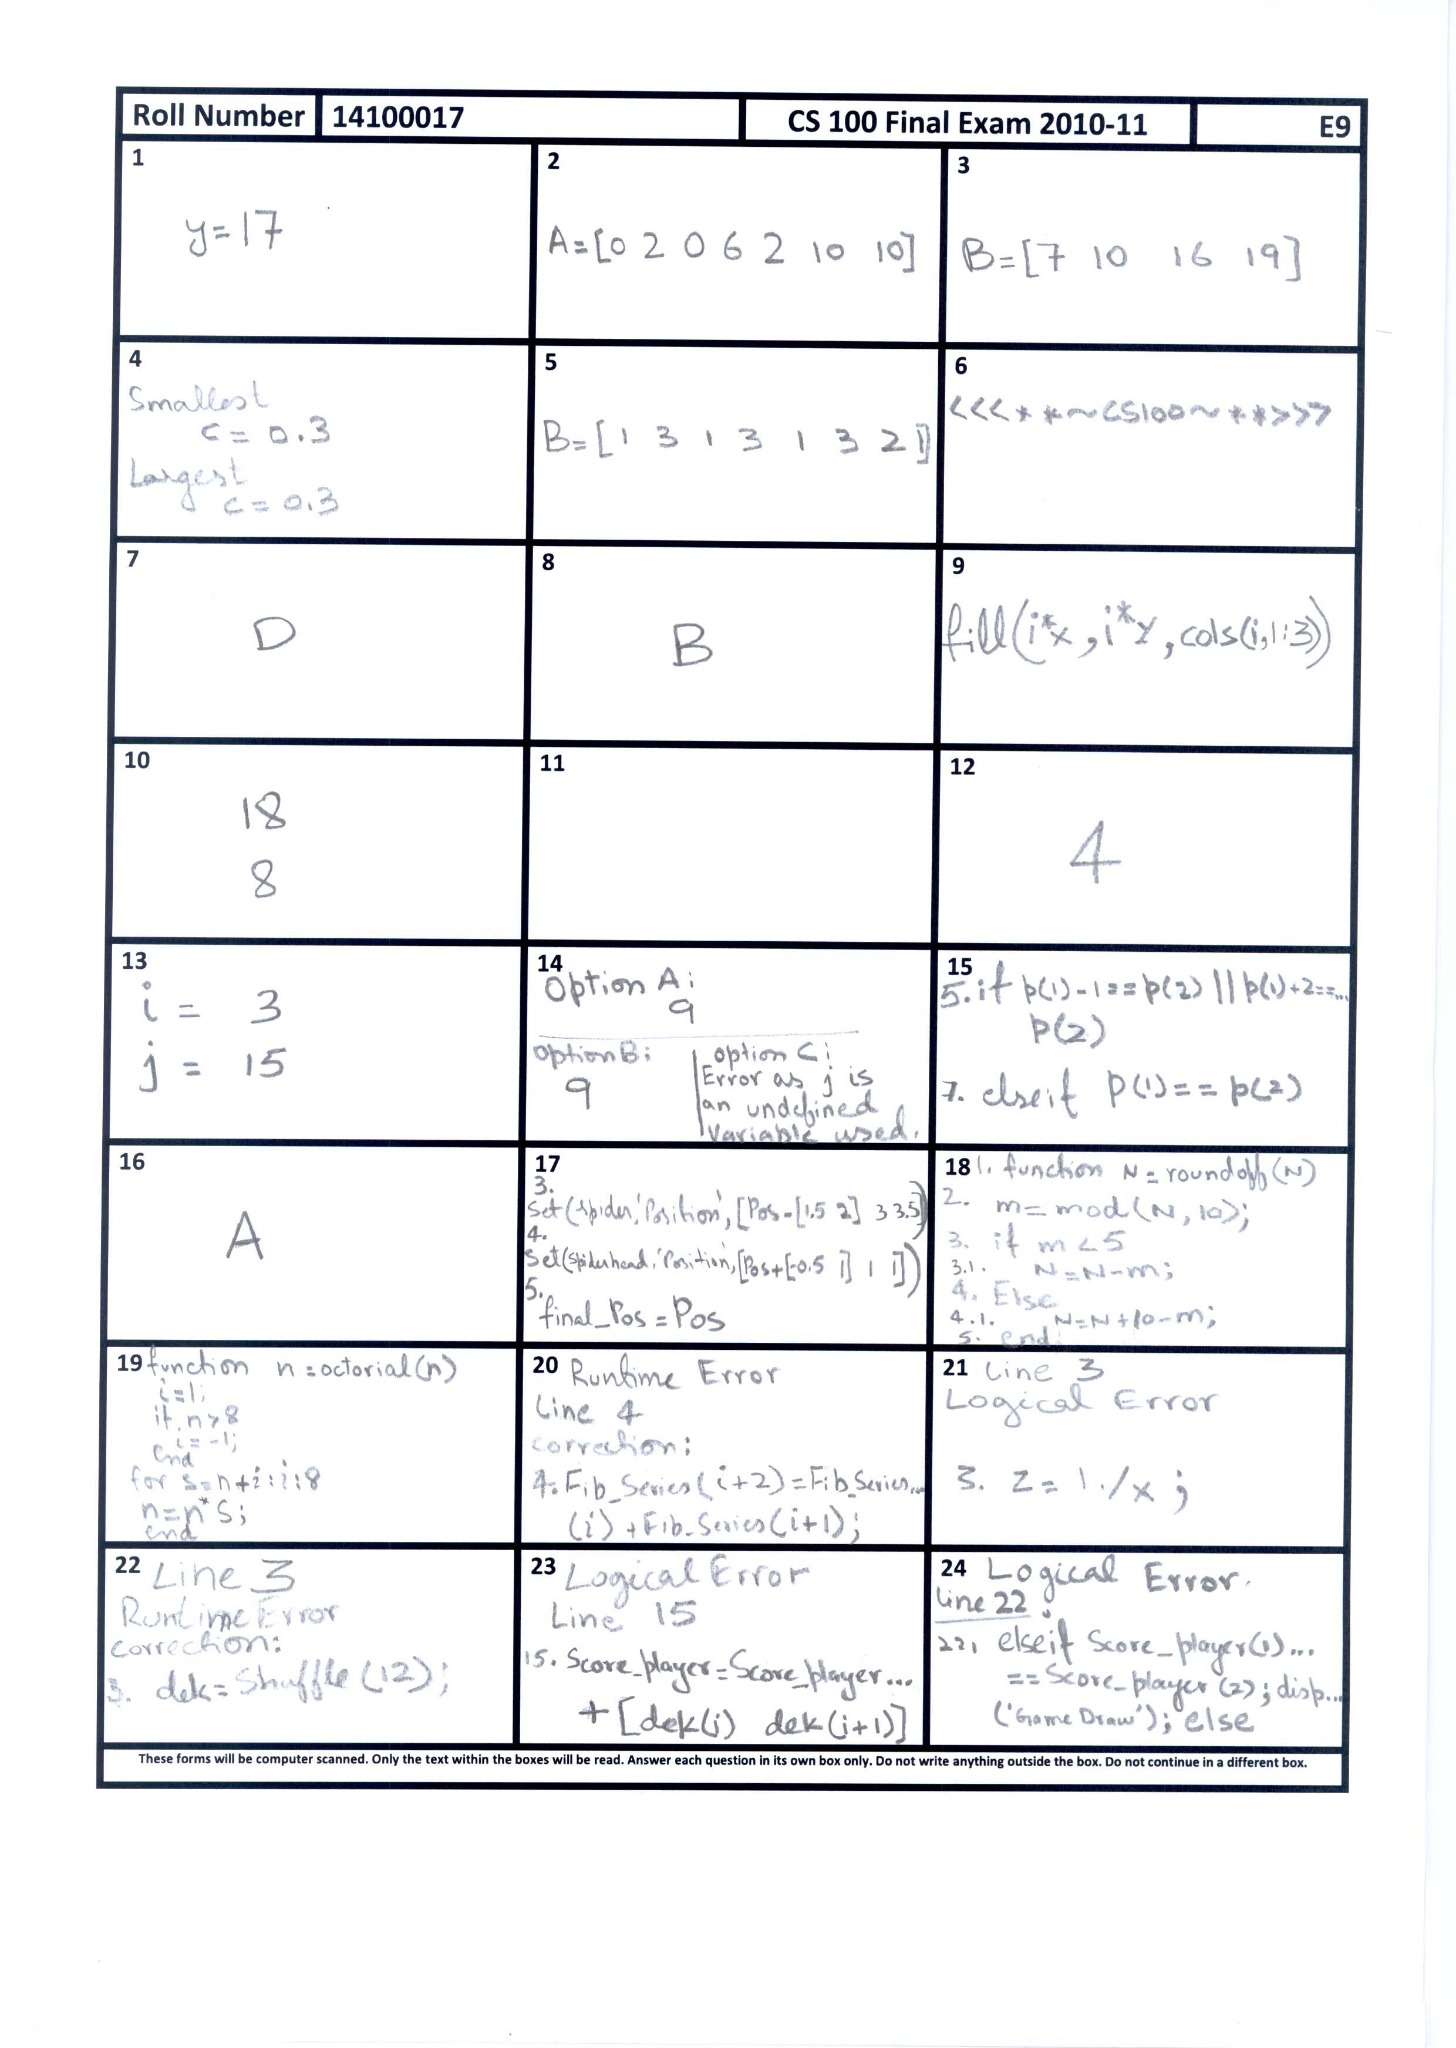 Roll Number 14100017 CS 100 Final Exam 2010-11 E9
1
y=17
2
A=[0 2 0 6 2 10 10]
3
B=[7 10 16 19]
4
Smallest
c = 0.3
Largest
c = 0.3
5
B=[1 3 1 3 1 3 2 1]
6
<<<**~CS100~**>>>
7
D
8
B
9
fill(i*x,i*y,cols(i,1:3))
10
18
8
11
12
4
13
i = 3
j = 15
14
Option A:
9
Option B:
9
option C:
Error as j is
an undefined
variable used.
15
5. if p(1)-1==p(2)||p(1)+2==...
p(2)
7. elseif p(1)==p(2)
16
A
17
3.
Set(spider,'Position',[Pos-[1.5 2] 3 3.5])
4.
Set(spiderhead,'Position',[Pos+[-0.5 1] 1 1])
5.
final_Pos = Pos
18
1. function N=roundoff(N)
2. m=mod(N,10);
3. if m<5
3.1. N=N-m;
4. Else
4.1. N=N+10-m;
5. end
19
function n=octorial(n)
i=1;
if n>8
i=-1;
end
for s=n+i:i:8
n=n*s;
end
20
Runtime Error
Line 4
correction:
4. Fib_Series(i+2)=Fib_Series...
(i)+Fib_Series(i+1);
21
Line 3
Logical Error
3. Z = 1./x;
22
Line 3
Runtime Error
correction:
3. dek=Shuffle(12);
23
Logical Error
Line 15
15. Score_player=Score_player...
+[dek(i) dek(i+1)]
24
Logical Error.
Line 22
22. elseif Score_player(1)...
==Score_player(2); disp...
('Game Draw'); else
These forms will be computer scanned. Only the text within the boxes will be read. Answer each question in its own box only. Do not write anything outside the box. Do not continue in a different box.